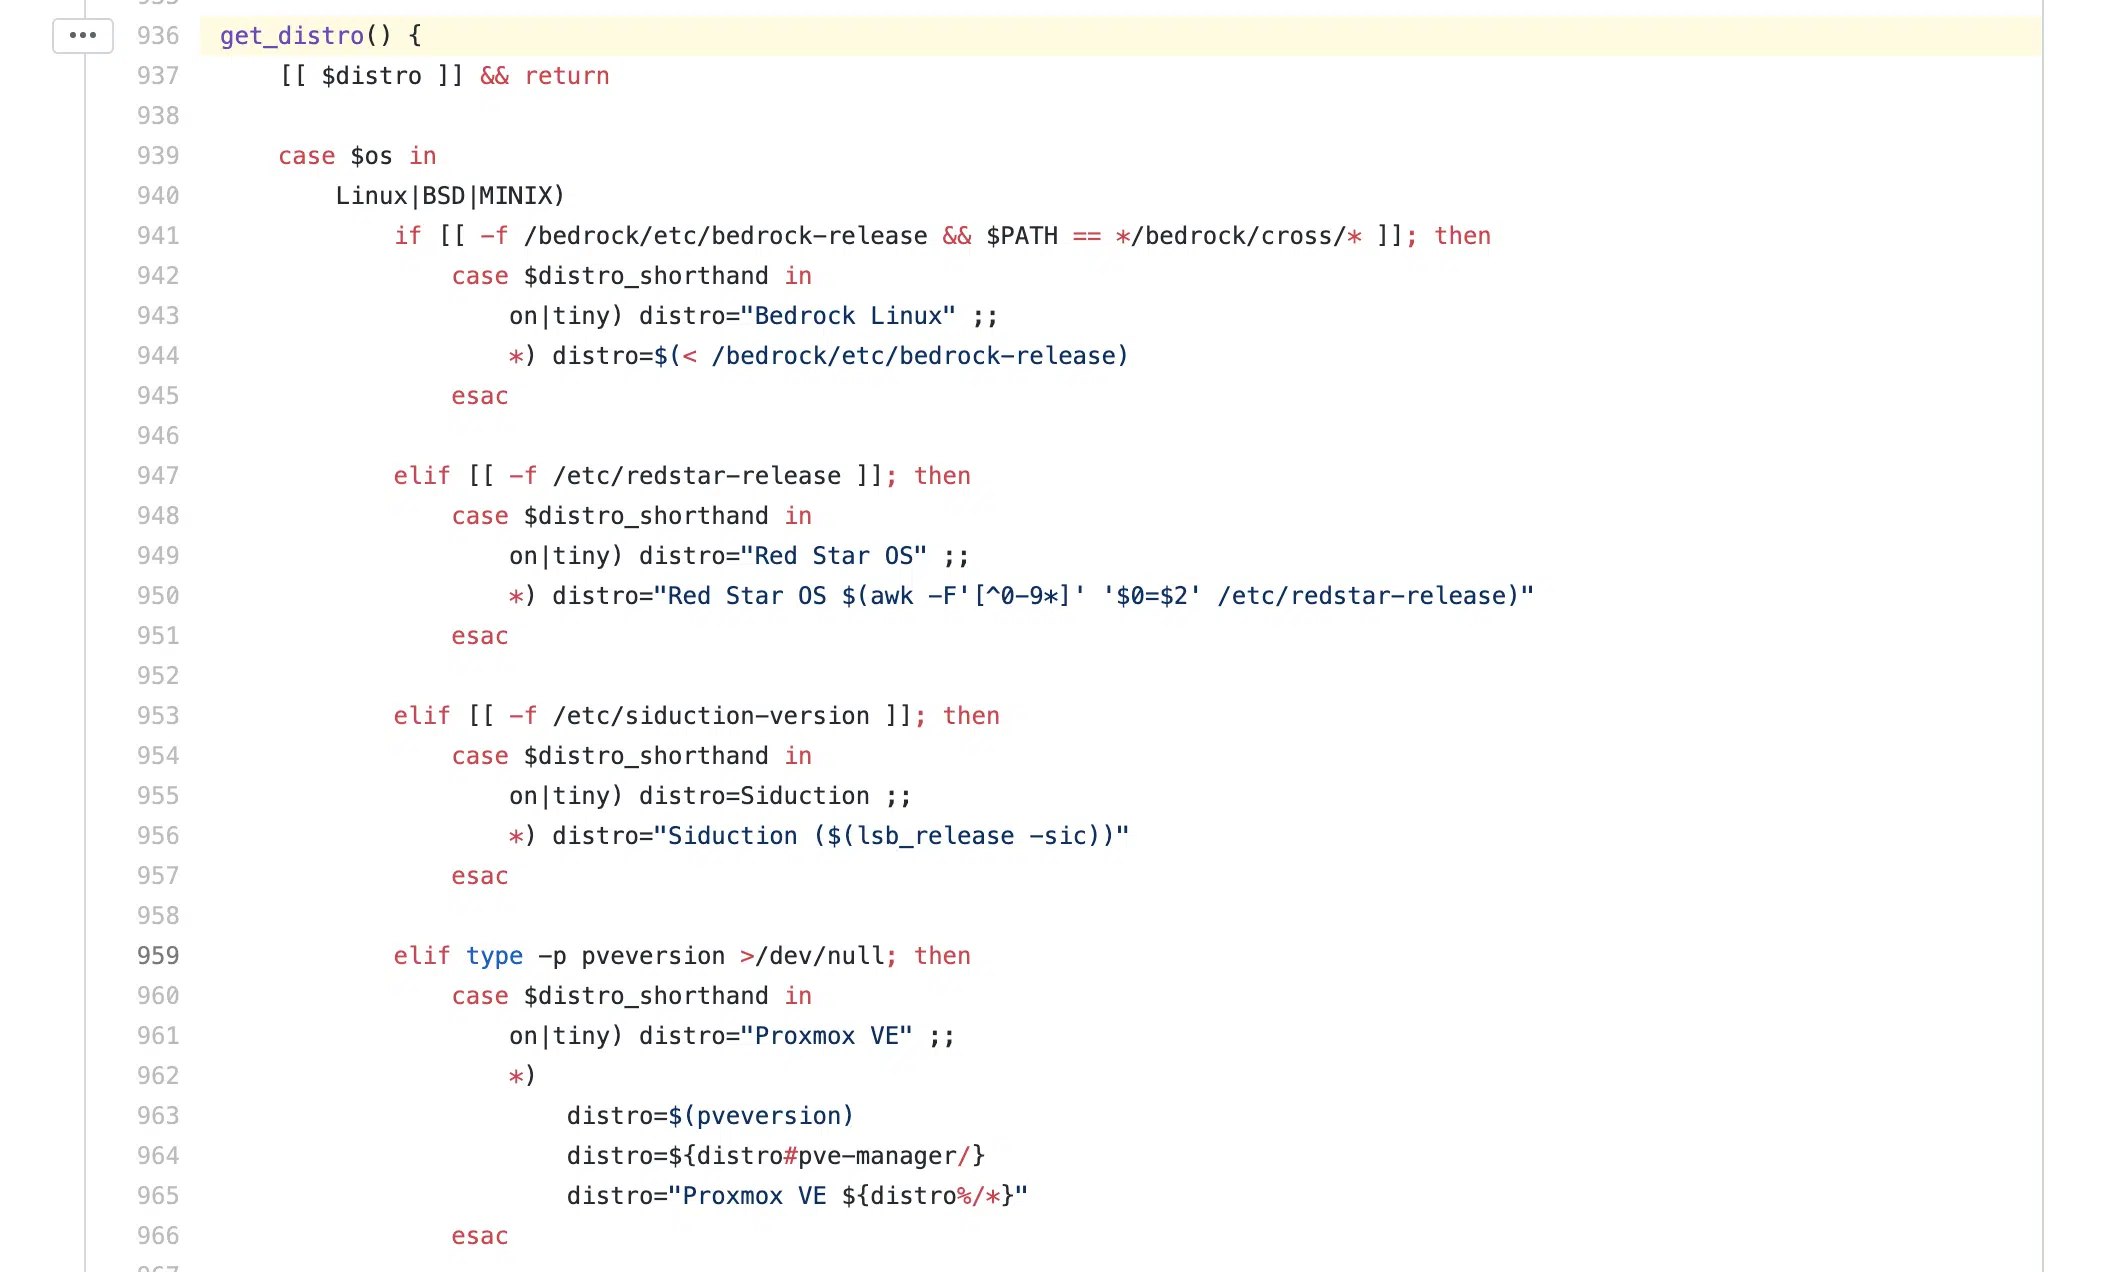 936 get_distro() {
937     [[ $distro ]] && return
938
939     case $os in
940         Linux|BSD|MINIX)
941             if [[ -f /bedrock/etc/bedrock-release && $PATH == */bedrock/cross/* ]]; then
942                 case $distro_shorthand in
943                     on|tiny) distro="Bedrock Linux" ;;
944                     *) distro=$(< /bedrock/etc/bedrock-release)
945                 esac
946
947             elif [[ -f /etc/redstar-release ]]; then
948                 case $distro_shorthand in
949                     on|tiny) distro="Red Star OS" ;;
950                     *) distro="Red Star OS $(awk -F'[^0-9*]' '$0=$2' /etc/redstar-release)"
951                 esac
952
953             elif [[ -f /etc/siduction-version ]]; then
954                 case $distro_shorthand in
955                     on|tiny) distro=Siduction ;;
956                     *) distro="Siduction ($(lsb_release -sic))"
957                 esac
958
959             elif type -p pveversion >/dev/null; then
960                 case $distro_shorthand in
961                     on|tiny) distro="Proxmox VE" ;;
962                     *)
963                         distro=$(pveversion)
964                         distro=${distro#pve-manager/}
965                         distro="Proxmox VE ${distro%/*}"
966                 esac